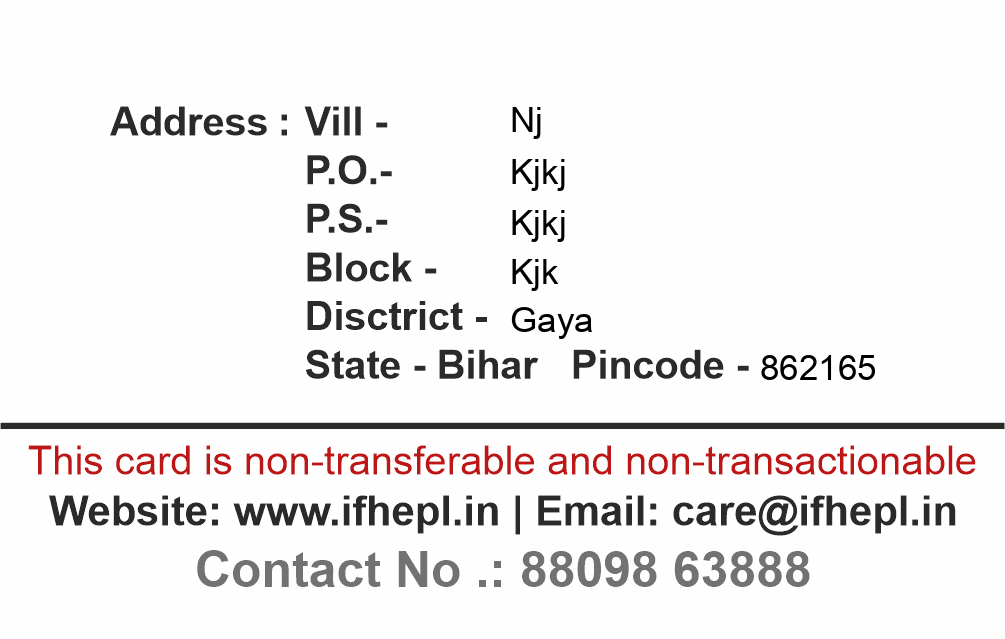 Address : Vill - Nj
P.O.- Kjkj
P.S.- Kjkj
Block - Kjk
Disctrict - Gaya
State - Bihar Pincode - 862165
This card is non-transferable and non-transactionable
Website: www.ifhepl.in | Email: care@ifhepl.in
Contact No .: 88098 63888